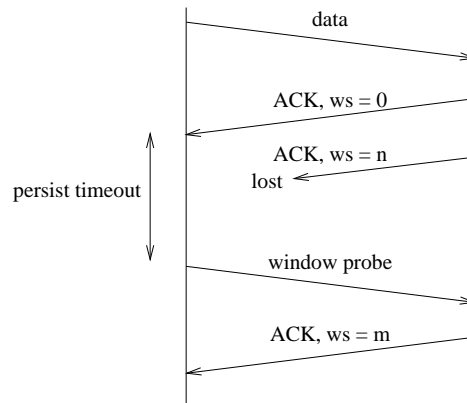 data
ACK, ws = 0
ACK, ws = n
lost
persist timeout
window probe
ACK, ws = m